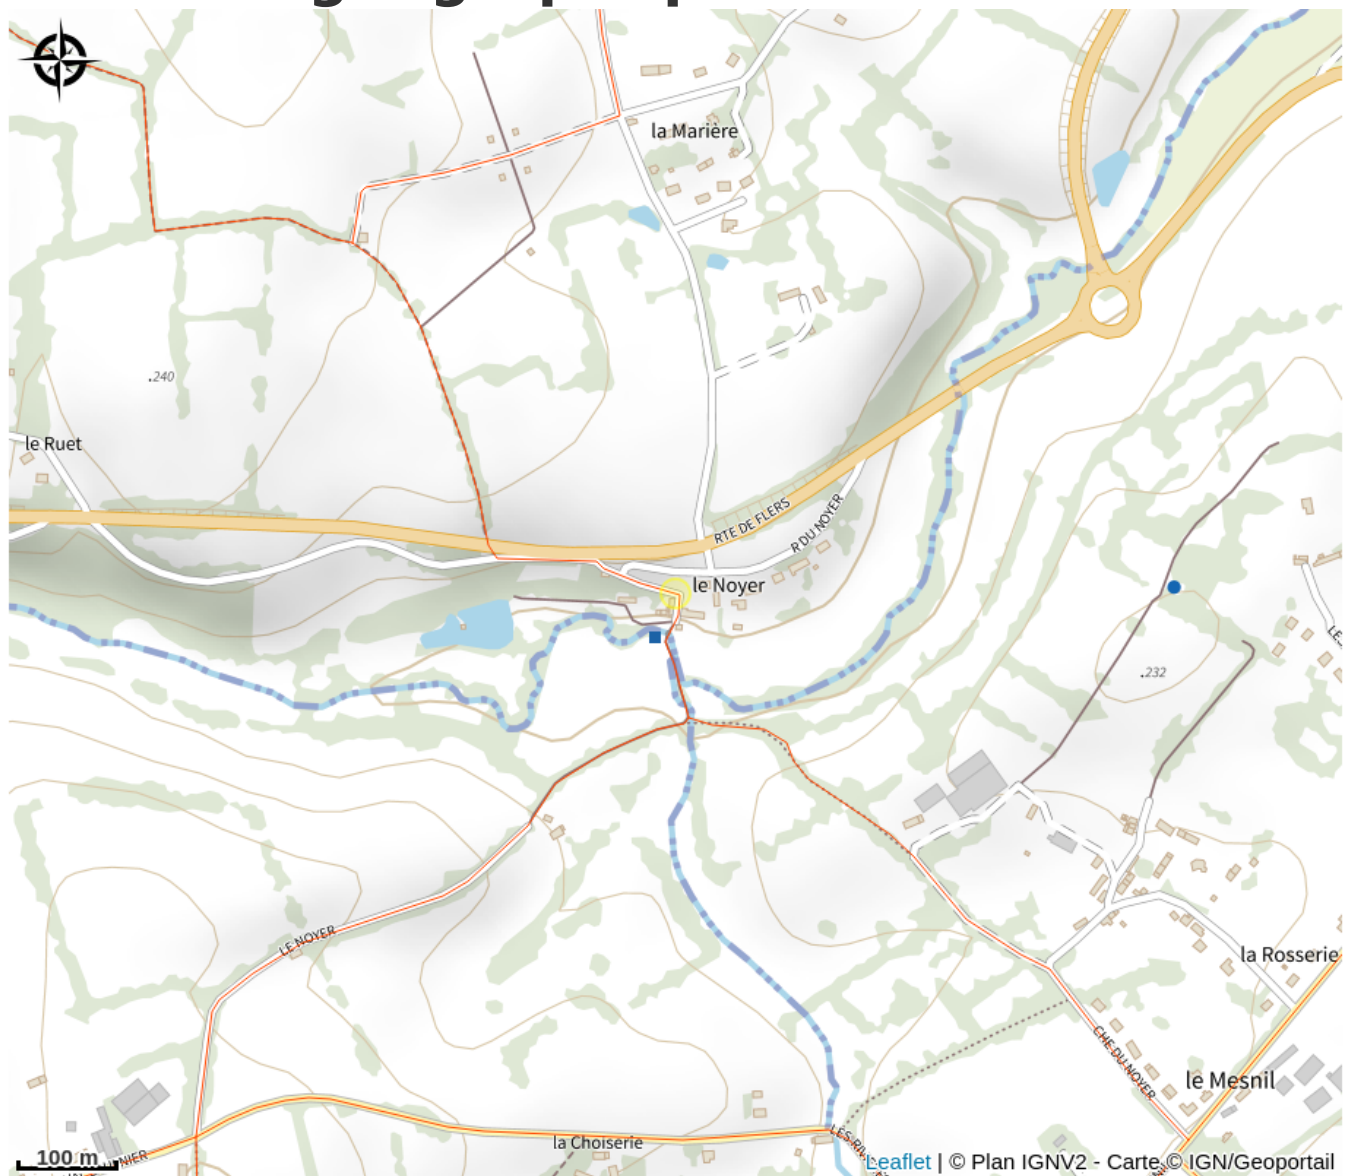 la Marière
.240
le Ruet
RTE DE FLERS
R DU NOYER
le Noyer
.232
LE NOYER
la Rosserie
CHE DU NOYER
le Mesnil
la Choiserie
100 m
Leaflet | © Plan IGNV2 - Carte © IGN/Geoportail